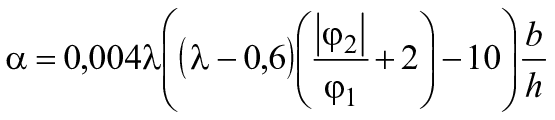 α = 0,004λ((λ − 0,6)(|φ₂|/φ₁ + 2) − 10) b/h